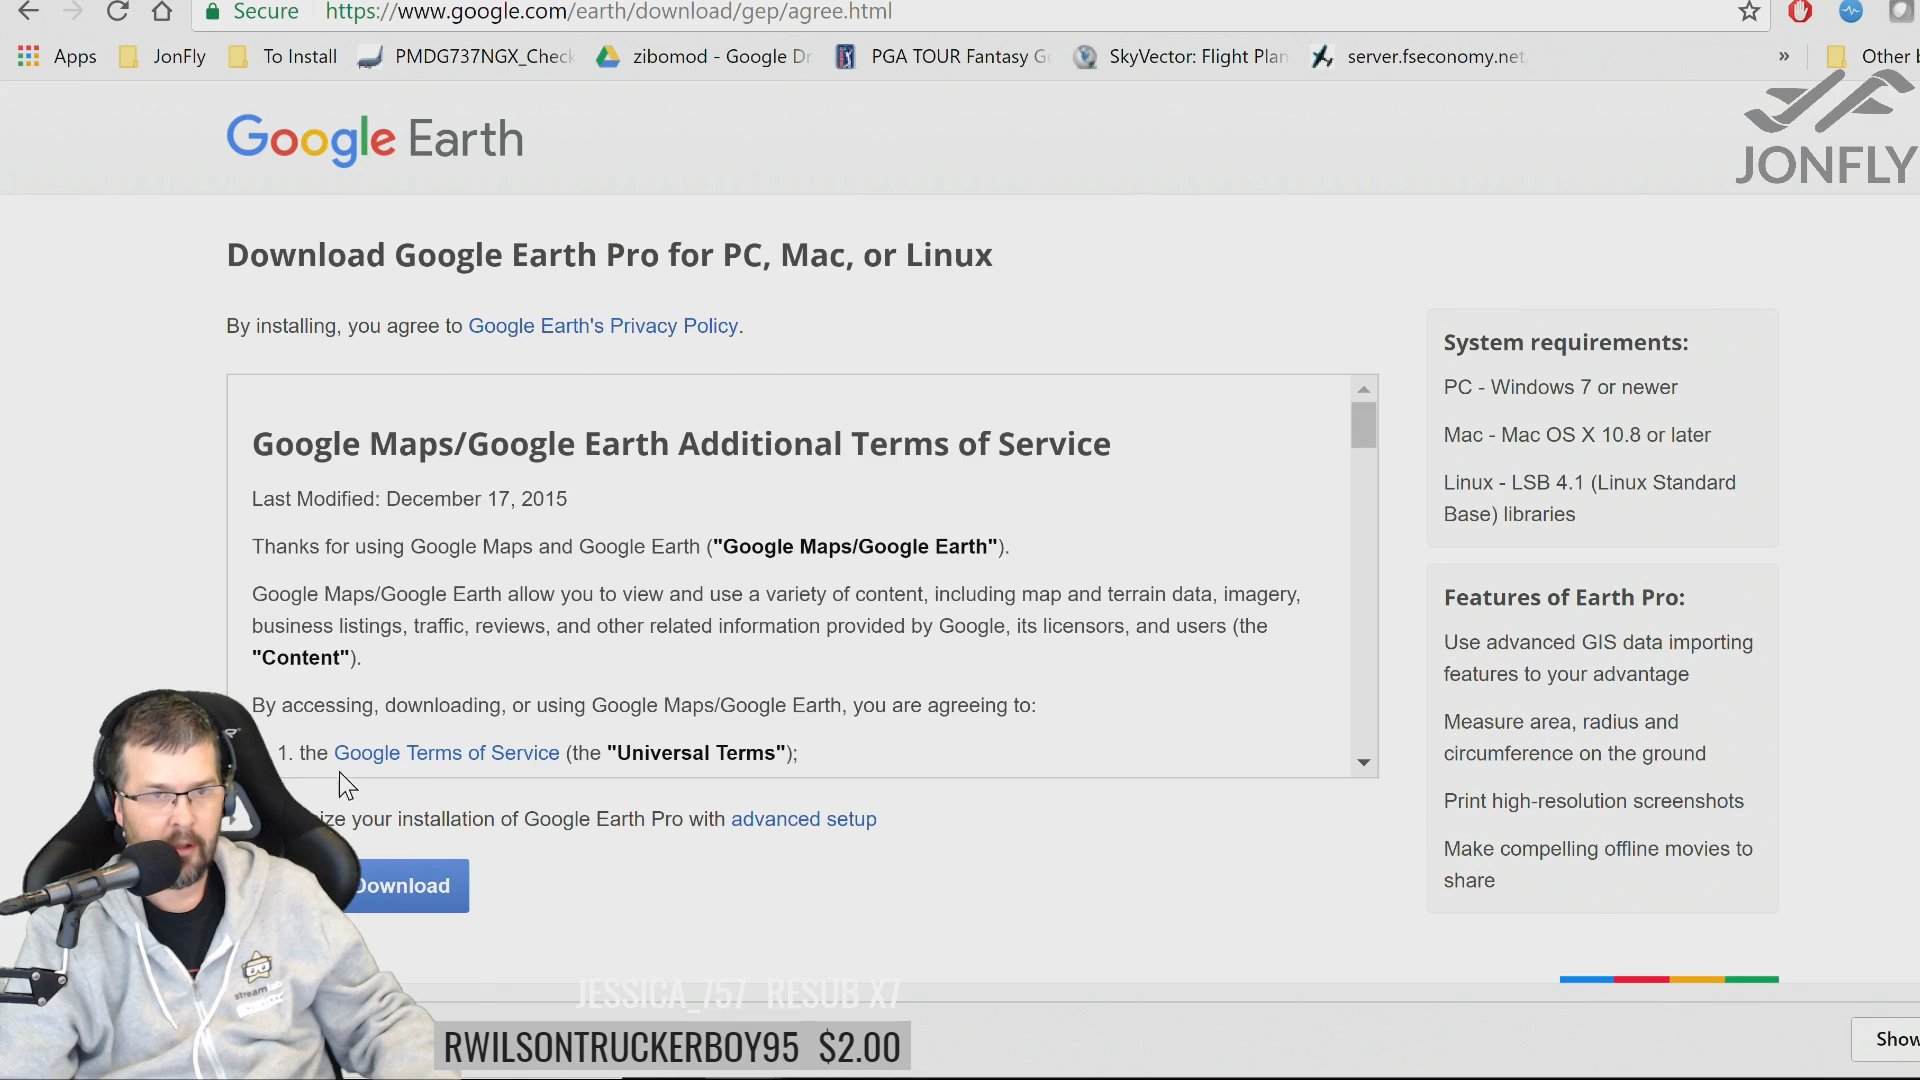 Secure https://www.google.com/earth/download/gep/agree.html
Apps JonFly To Install PMDG737NGX_Check zibomod - Google Dr PGA TOUR Fantasy Go SkyVector: Flight Plan server.fseconomy.net » Other b
Google Earth
JONFLY
Download Google Earth Pro for PC, Mac, or Linux
By installing, you agree to Google Earth's Privacy Policy.
Google Maps/Google Earth Additional Terms of Service
Last Modified: December 17, 2015
Thanks for using Google Maps and Google Earth ("Google Maps/Google Earth").
Google Maps/Google Earth allow you to view and use a variety of content, including map and terrain data, imagery,
business listings, traffic, reviews, and other related information provided by Google, its licensors, and users (the
"Content").
By accessing, downloading, or using Google Maps/Google Earth, you are agreeing to:
1. the Google Terms of Service (the "Universal Terms");
ize your installation of Google Earth Pro with advanced setup
Download
System requirements:
PC - Windows 7 or newer
Mac - Mac OS X 10.8 or later
Linux - LSB 4.1 (Linux Standard
Base) libraries
Features of Earth Pro:
Use advanced GIS data importing
features to your advantage
Measure area, radius and
circumference on the ground
Print high-resolution screenshots
Make compelling offline movies to
share
stream
JESSICA_757 RESUB X7
RWILSONTRUCKERBOY95 $2.00
Show